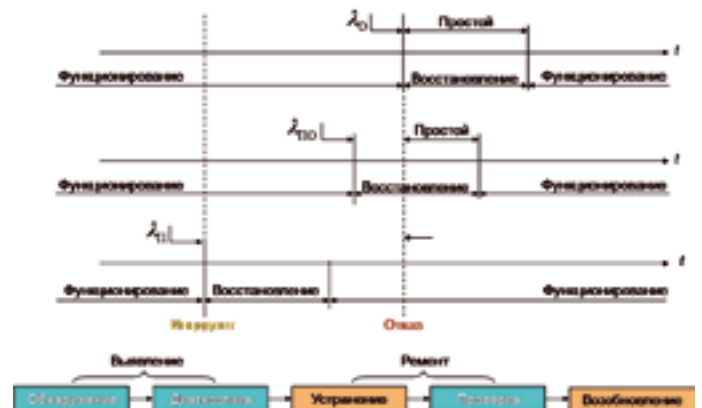 λО Простой
t
Функционирование Восстановление Функционирование
λПО Простой
t
Функционирование Восстановление Функционирование
λП
t
Функционирование Восстановление Функционирование
Инцидент Отказ
Выявление Ремонт
Обнаружение Диагностика Устранение Проверка Возобновление